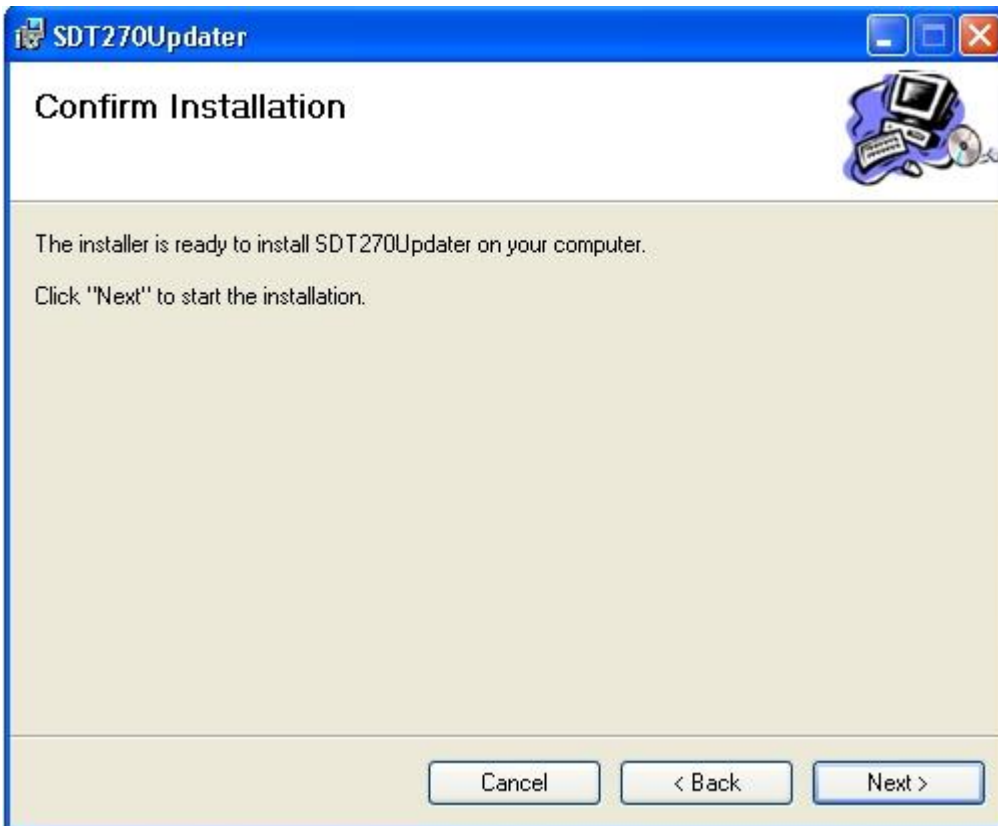 SDT270Updater
Confirm Installation
The installer is ready to install SDT270Updater on your computer.
Click "Next" to start the installation.
Cancel
< Back
Next >